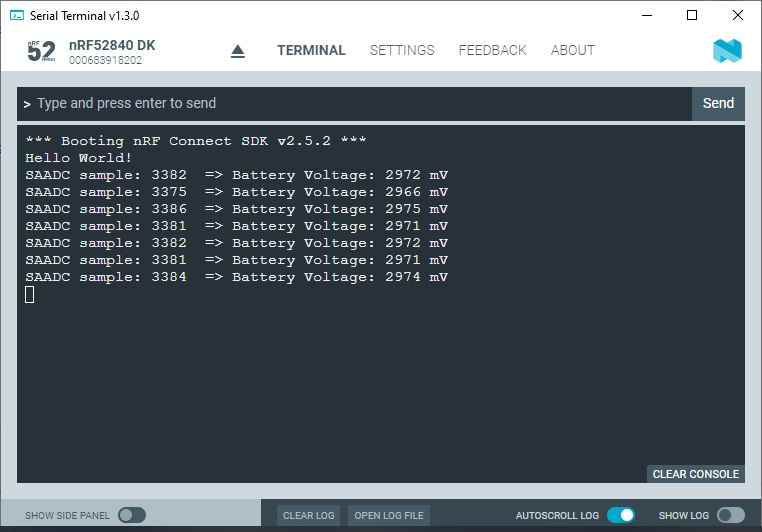 Serial Terminal v1.3.0
nRF
52
SERIES
nRF52840 DK
000683918202
TERMINAL
SETTINGS
FEEDBACK
ABOUT
> Type and press enter to send
Send
*** Booting nRF Connect SDK v2.5.2 ***
Hello World!
SAADC sample: 3382 => Battery Voltage: 2972 mV
SAADC sample: 3375 => Battery Voltage: 2966 mV
SAADC sample: 3386 => Battery Voltage: 2975 mV
SAADC sample: 3381 => Battery Voltage: 2971 mV
SAADC sample: 3382 => Battery Voltage: 2972 mV
SAADC sample: 3381 => Battery Voltage: 2971 mV
SAADC sample: 3384 => Battery Voltage: 2974 mV
CLEAR CONSOLE
SHOW SIDE PANEL
CLEAR LOG
OPEN LOG FILE
AUTOSCROLL LOG
SHOW LOG